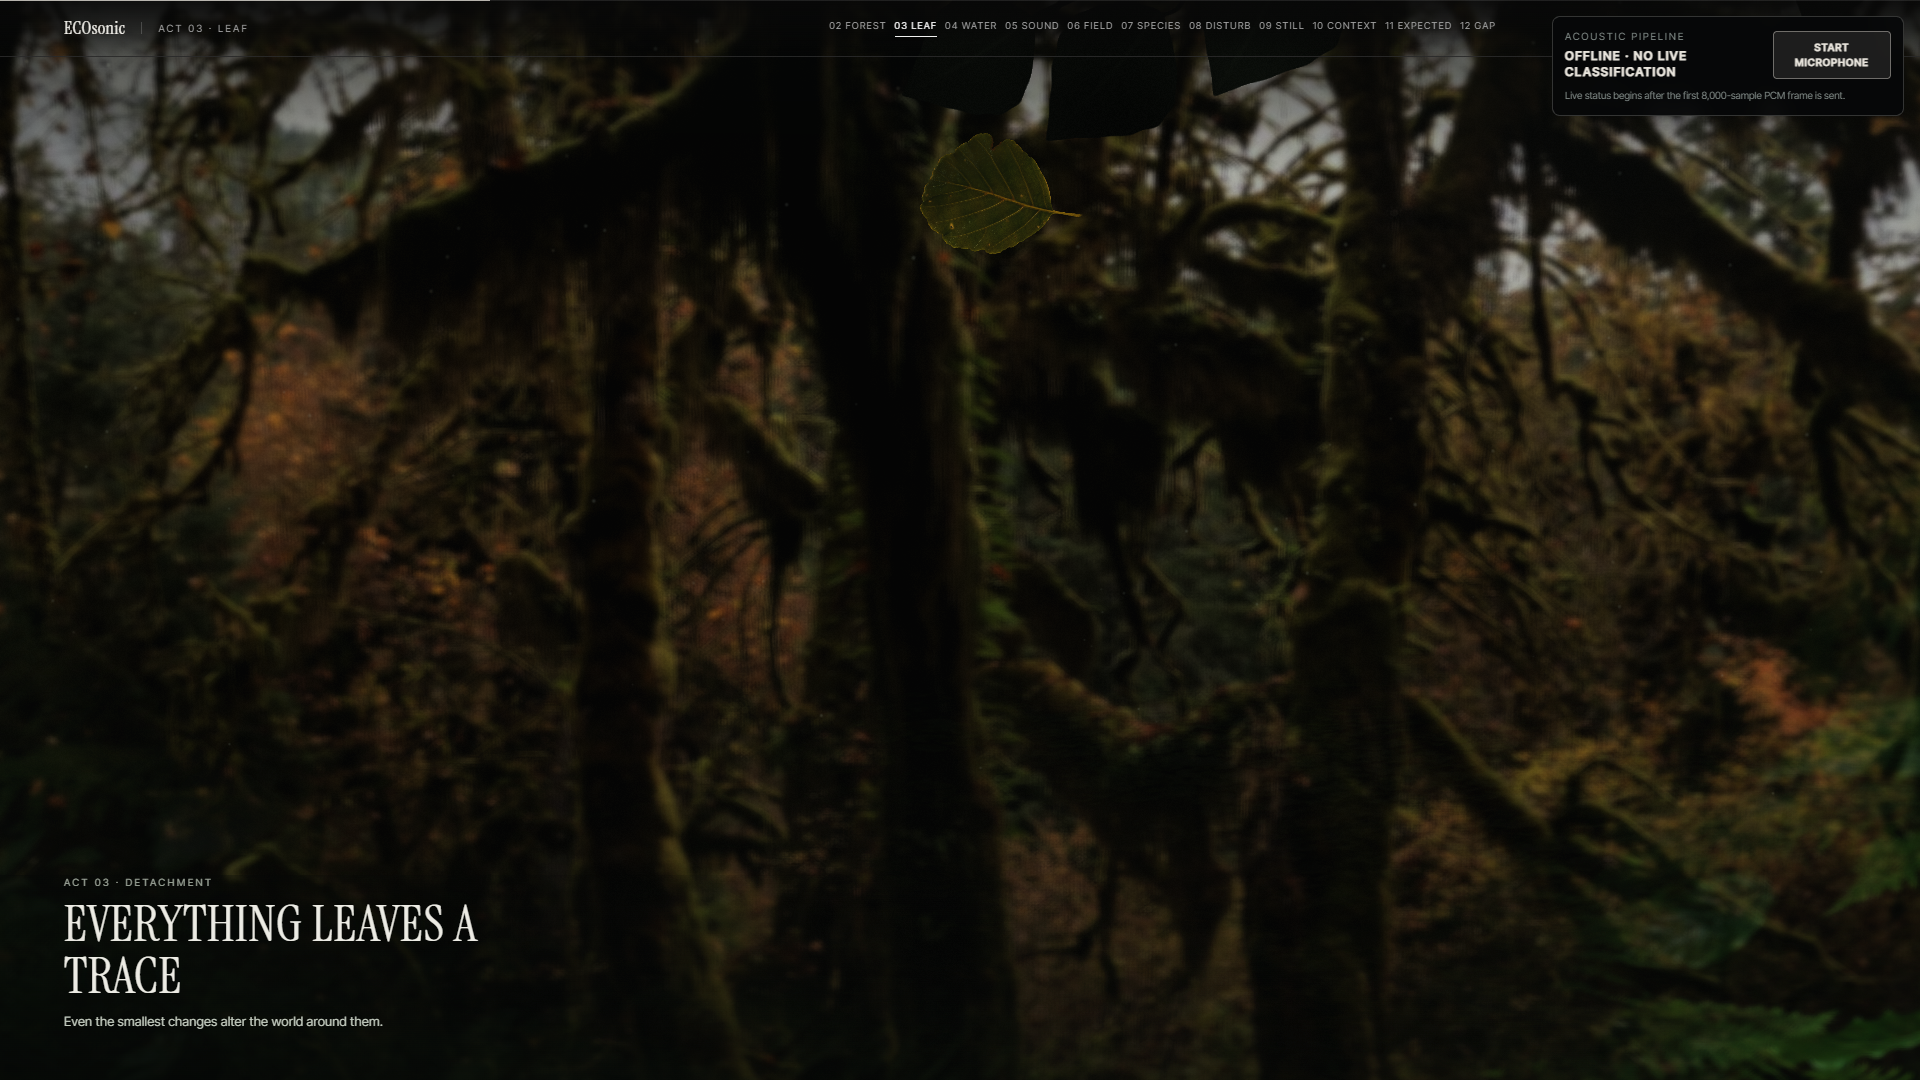 ECOsonic
ACT 03 · LEAF
02 FOREST 03 LEAF 04 WATER 05 SOUND 06 FIELD 07 SPECIES 08 DISTURB 09 STILL 10 CONTEXT 11 EXPECTED 12 GAP
ACOUSTIC PIPELINE
OFFLINE · NO LIVE
CLASSIFICATION
START
MICROPHONE
Live status begins after the first 8,000-sample PCM frame is sent.
ACT 03 · DETACHMENT
EVERYTHING LEAVES A
TRACE
Even the smallest changes alter the world around them.